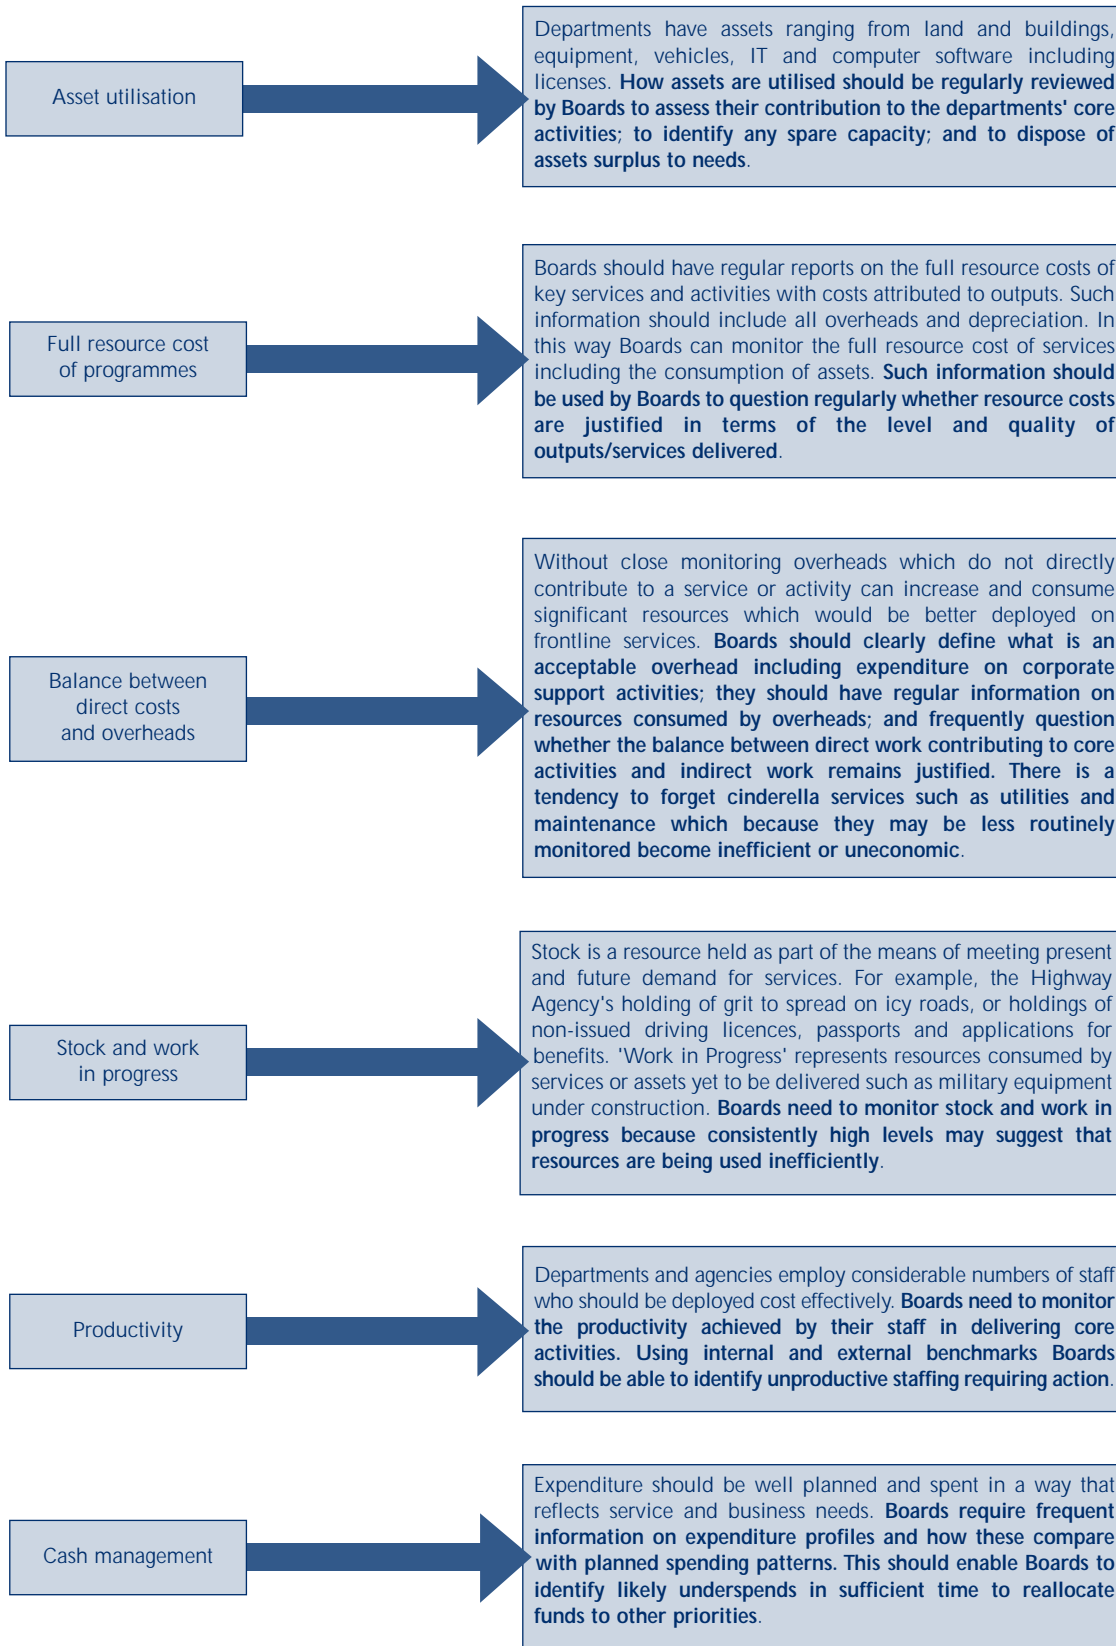 Asset utilisation
Departments have assets ranging from land and buildings,
equipment, vehicles, IT and computer software including
licenses. How assets are utilised should be regularly reviewed
by Boards to assess their contribution to the departments' core
activities; to identify any spare capacity; and to dispose of
assets surplus to needs.
Full resource cost
of programmes
Boards should have regular reports on the full resource costs of
key services and activities with costs attributed to outputs. Such
information should include all overheads and depreciation. In
this way Boards can monitor the full resource cost of services
including the consumption of assets. Such information should
be used by Boards to question regularly whether resource costs
are justified in terms of the level and quality of
outputs/services delivered.
Balance between
direct costs
and overheads
Without close monitoring overheads which do not directly
contribute to a service or activity can increase and consume
significant resources which would be better deployed on
frontline services. Boards should clearly define what is an
acceptable overhead including expenditure on corporate
support activities; they should have regular information on
resources consumed by overheads; and frequently question
whether the balance between direct work contributing to core
activities and indirect work remains justified. There is a
tendency to forget cinderella services such as utilities and
maintenance which because they may be less routinely
monitored become inefficient or uneconomic.
Stock and work
in progress
Stock is a resource held as part of the means of meeting present
and future demand for services. For example, the Highway
Agency's holding of grit to spread on icy roads, or holdings of
non-issued driving licences, passports and applications for
benefits. 'Work in Progress' represents resources consumed by
services or assets yet to be delivered such as military equipment
under construction. Boards need to monitor stock and work in
progress because consistently high levels may suggest that
resources are being used inefficiently.
Productivity
Departments and agencies employ considerable numbers of staff
who should be deployed cost effectively. Boards need to monitor
the productivity achieved by their staff in delivering core
activities. Using internal and external benchmarks Boards
should be able to identify unproductive staffing requiring action.
Cash management
Expenditure should be well planned and spent in a way that
reflects service and business needs. Boards require frequent
information on expenditure profiles and how these compare
with planned spending patterns. This should enable Boards to
identify likely underspends in sufficient time to reallocate
funds to other priorities.